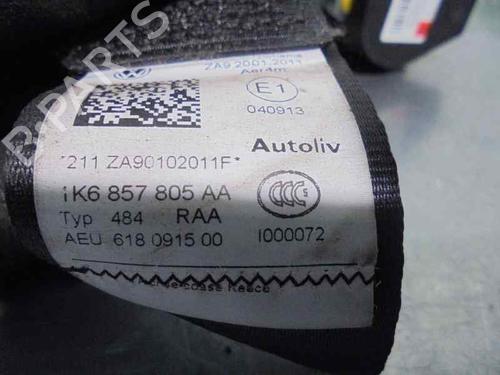 B-PARTS
ZA9 2001.2011
Aer4m
E1
040913
Autoliv
*211 ZA90102011F*
1K6 857 805 AA
CCC
Typ 484 RAA
AEU 618 0915 00
I000072